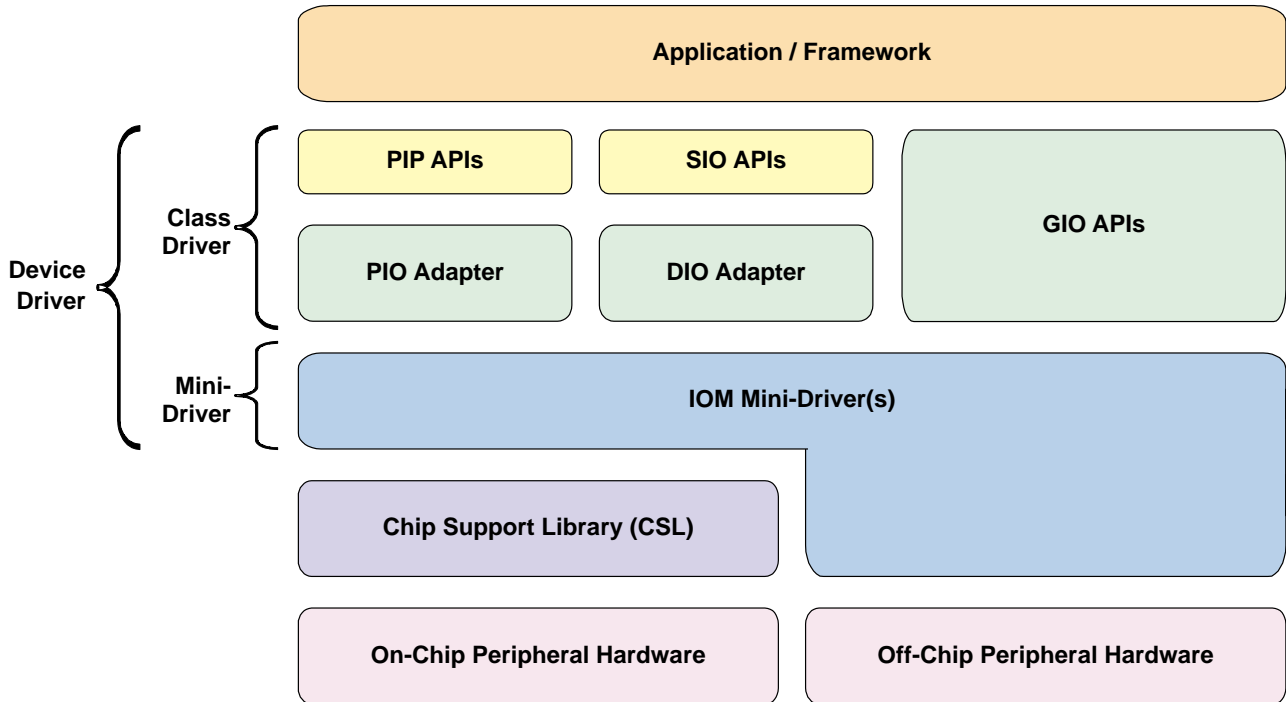 Application / Framework
PIP APIs
SIO APIs
GIO APIs
Class
Driver
PIO Adapter
DIO Adapter
Device
Driver
Mini-
Driver
IOM Mini-Driver(s)
Chip Support Library (CSL)
On-Chip Peripheral Hardware
Off-Chip Peripheral Hardware